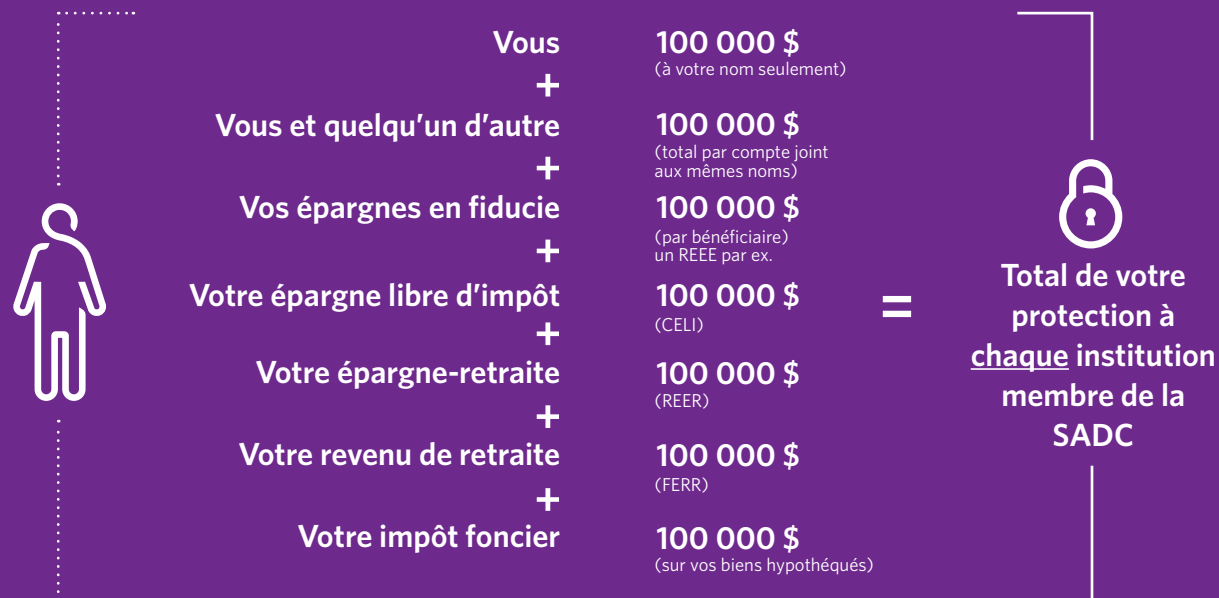 Vous
100 000 $
(à votre nom seulement)
+
Vous et quelqu’un d’autre
100 000 $
(total par compte joint
aux mêmes noms)
+
Vos épargnes en fiducie
100 000 $
(par bénéficiaire)
un REEE par ex.
+
Votre épargne libre d’impôt
100 000 $
(CELI)
+
Votre épargne-retraite
100 000 $
(REER)
+
Votre revenu de retraite
100 000 $
(FERR)
+
Votre impôt foncier
100 000 $
(sur vos biens hypothéqués)
=
Total de votre
protection à
chaque institution
membre de la
SADC